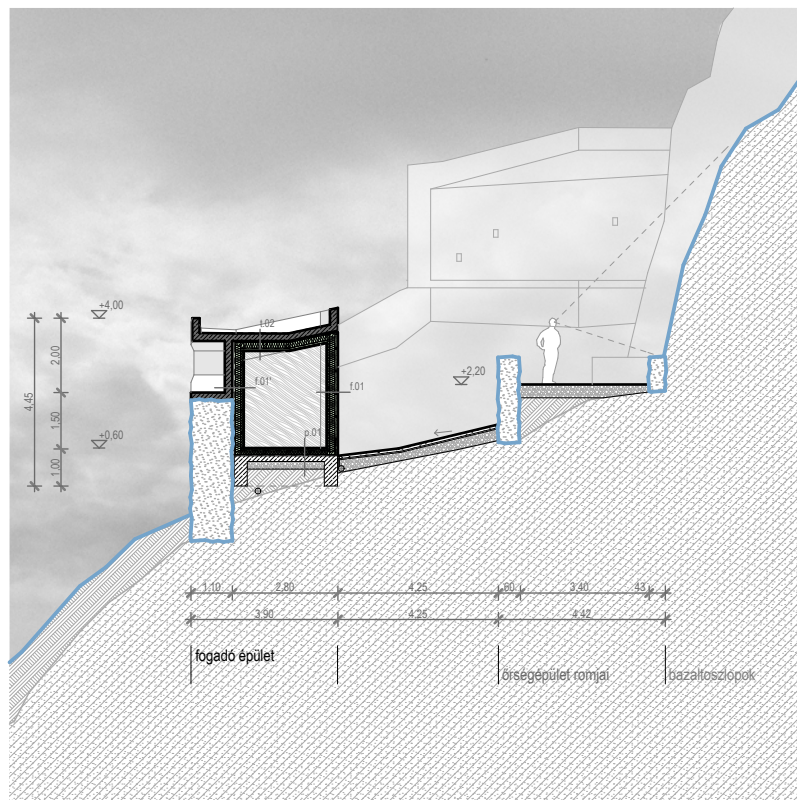 +4,00
t.02
2,00
4,45
+2,20
f.01'
f.01
1,50
+0,60
p.01
1,00
1,10
2,80
4,25
60
3,40
43
3,90
4,25
4,42
fogadó épület
őrségépület romjai
bazaltoszlopok